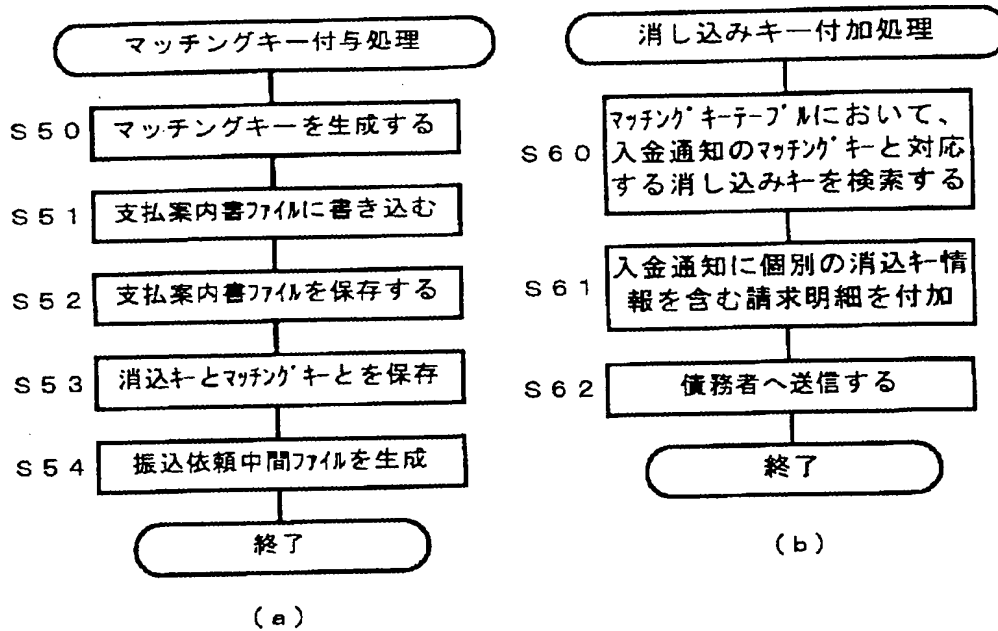 マッチングキー付与処理
S50
マッチングキーを生成する
S51
支払案内書ファイルに書き込む
S52
支払案内書ファイルを保存する
S53
消込キーとマッチングキーとを保存
S54
振込依頼中間ファイルを生成
終了
(a)
消し込みキー付加処理
S60
マッチングキーテーブルにおいて、
入金通知のマッチングキーと対応
する消し込みキーを検索する
S61
入金通知に個別の消込キー情
報を含む請求明細を付加
S62
債務者へ送信する
終了
(b)